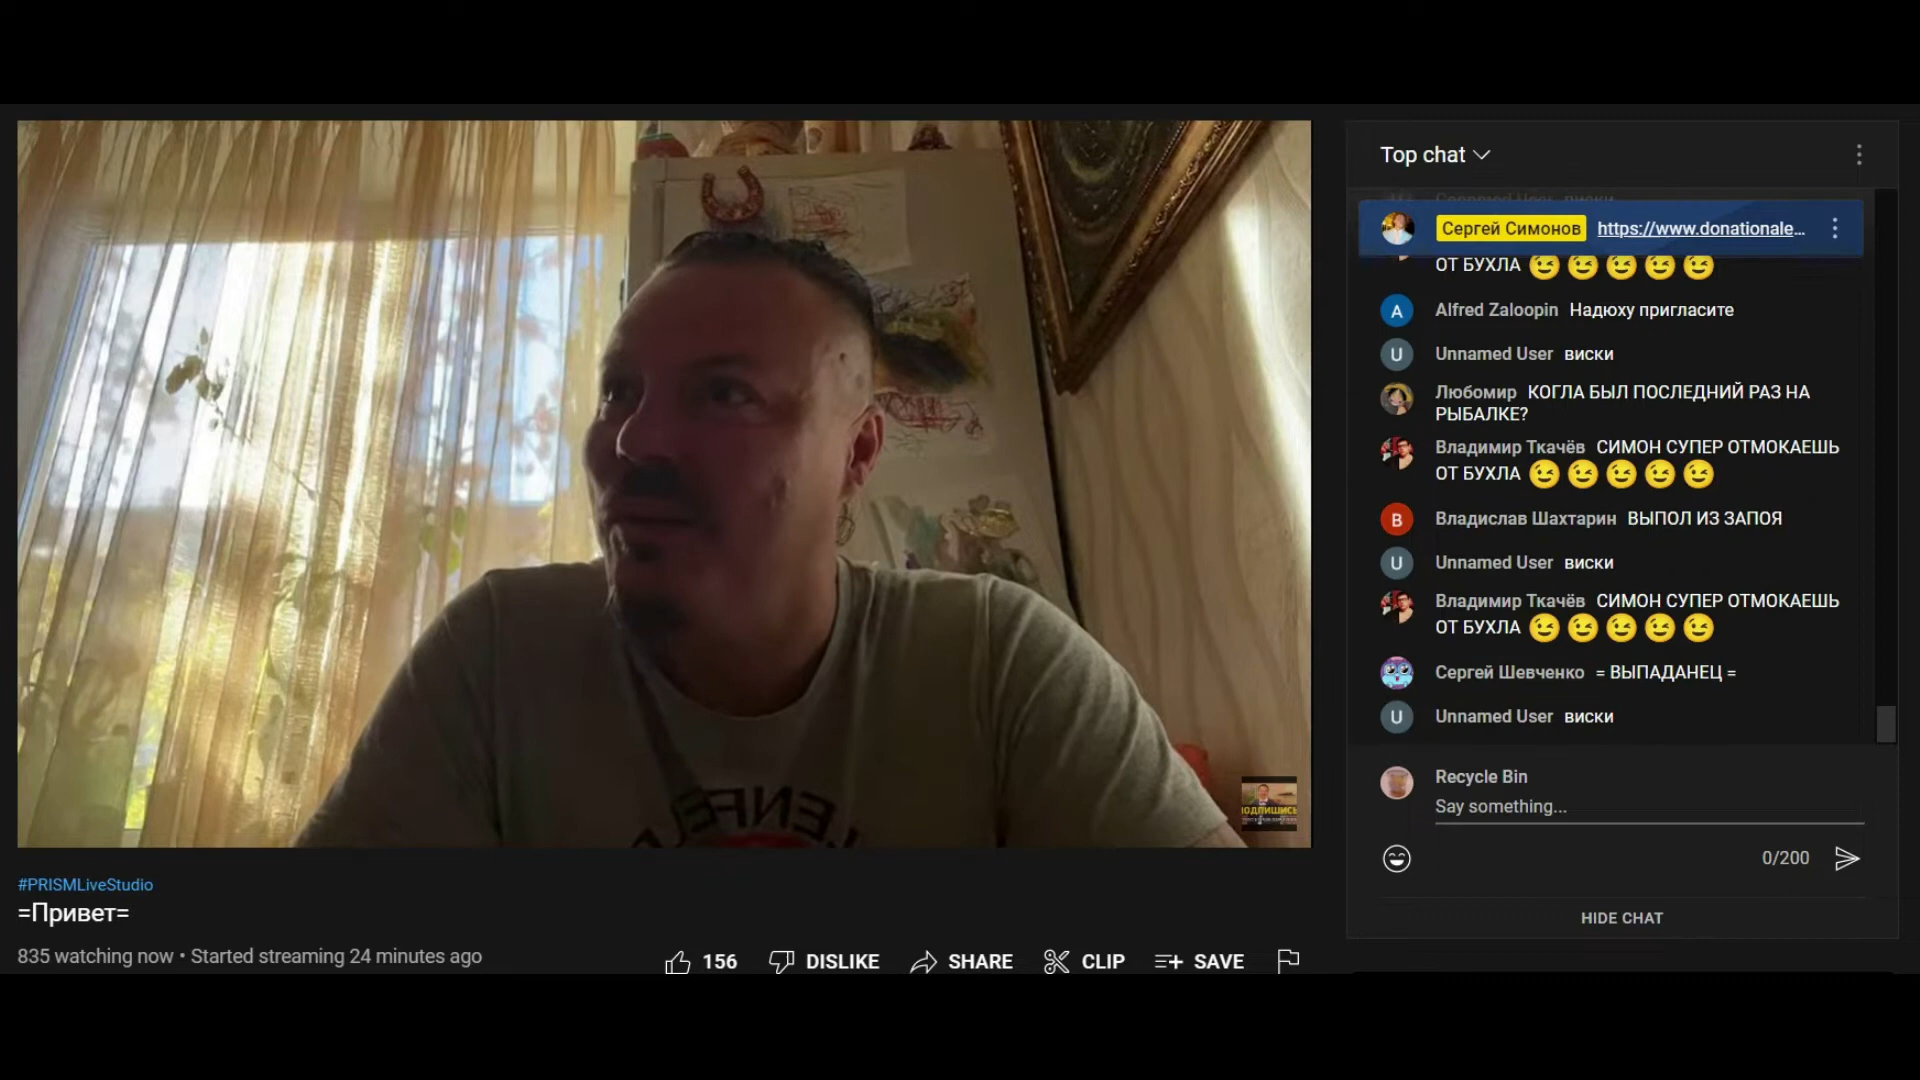 Top chat
Сергей Симонов https://www.donationale...
ОТ БУХЛА 😉 😉 😉 😉 😉
A Alfred Zaloopin Надюху пригласите
U Unnamed User виски
Любомир КОГЛА БЫЛ ПОСЛЕДНИЙ РАЗ НА
РЫБАЛКЕ?
Владимир Ткачёв СИМОН СУПЕР ОТМОКАЕШЬ
ОТ БУХЛА 😉 😉 😉 😉 😉
В Владислав Шахтарин ВЫПОЛ ИЗ ЗАПОЯ
U Unnamed User виски
Владимир Ткачёв СИМОН СУПЕР ОТМОКАЕШЬ
ОТ БУХЛА 😉 😉 😉 😉 😉
Сергей Шевченко = ВЫПАДАНЕЦ =
U Unnamed User виски
Recycle Bin
Say something...
0/200
HIDE CHAT
ПОДПИШИСЬ
#PRISMLiveStudio
=Привет=
835 watching now • Started streaming 24 minutes ago
156 DISLIKE SHARE CLIP SAVE